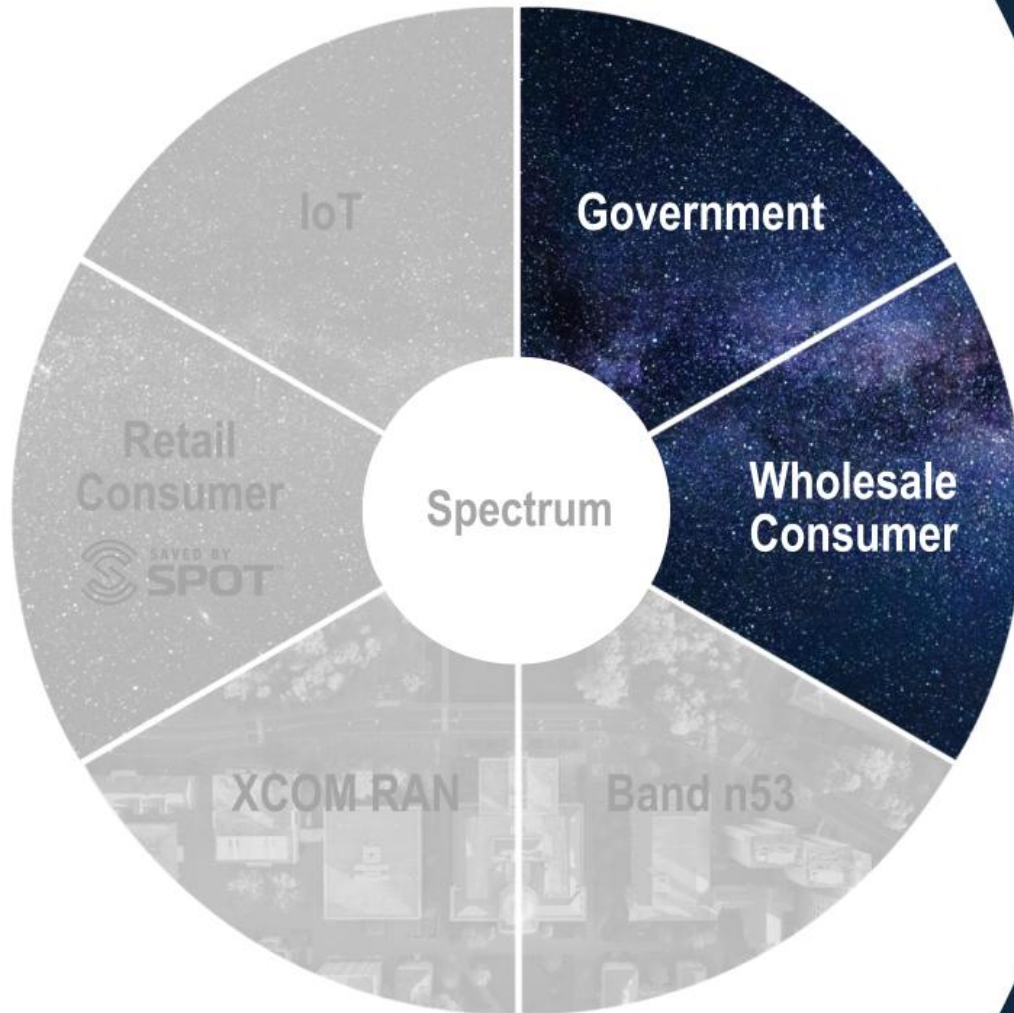 IoT
Government
Retail
Consumer
SAVED BY
SPOT
Spectrum
Wholesale
Consumer
XCOM RAN
Band n53